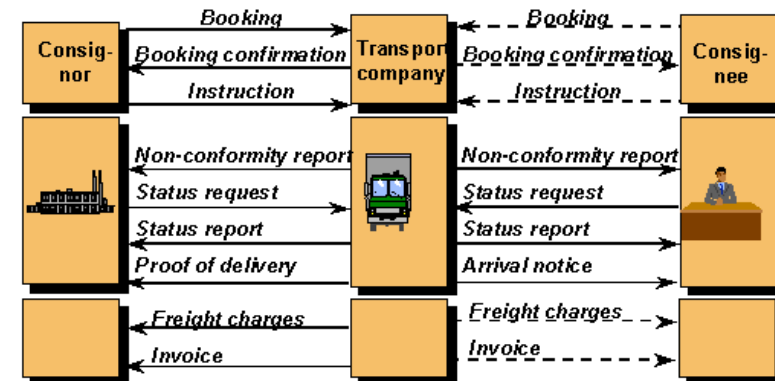 Booking
Booking
Consig-
nor
Transport
company
Consig-
nee
Booking confirmation
Booking confirmation
Instruction
Instruction
Non-conformity report
Non-conformity report
Status request
Status request
Status report
Status report
Proof of delivery
Arrival notice
Freight charges
Freight charges
Invoice
Invoice